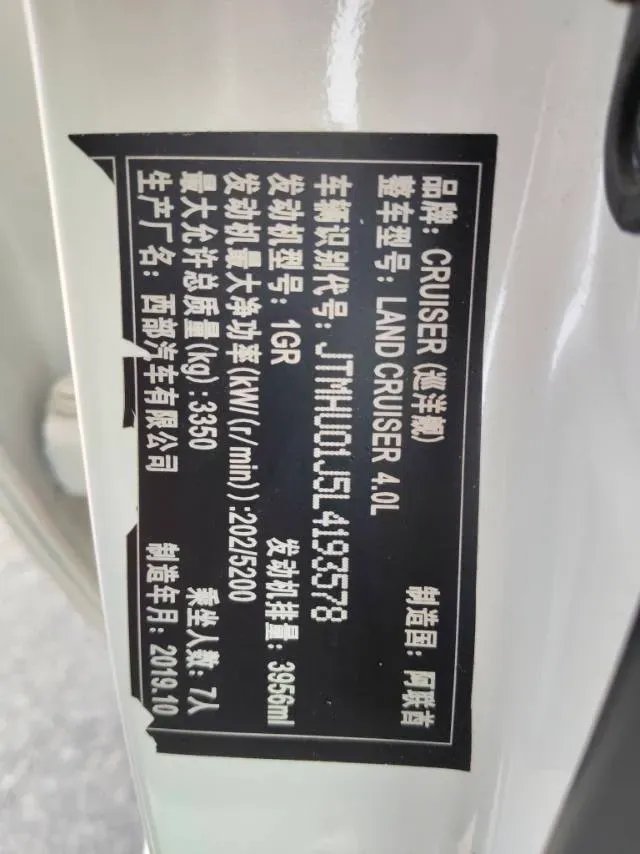 品牌：CRUISER (巡洋舰) 制造国：阿联酋
整车型号：LAND CRUISER 4.0L
车辆识别代号：JTMHU01J5L4193578
发动机型号：1GR 发动机排量：3956ml
发动机最大净功率(kW/(r/min)):202/5200
最大允许总质量(kg):3350 乘坐人数：7人
生产厂名：西部汽车有限公司 制造年月：2019.10